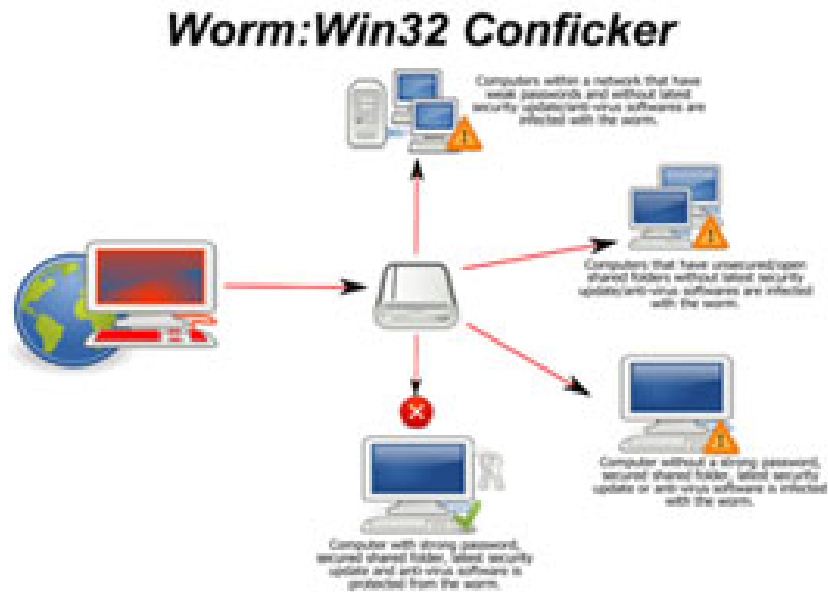 Worm:Win32 Conficker
Computers within a network that have
weak passwords and without latest
security update/anti-virus softwares are
infected with the worm.
Computers that have unsecured/open
shared folders without latest security
update/anti-virus softwares are infected
with the worm.
Computer without a strong password,
secured shared folder, latest security
update or anti-virus software is infected
with the worm.
Computer with strong password,
secured shared folder, latest security
update and anti-virus software is
protected from the worm.